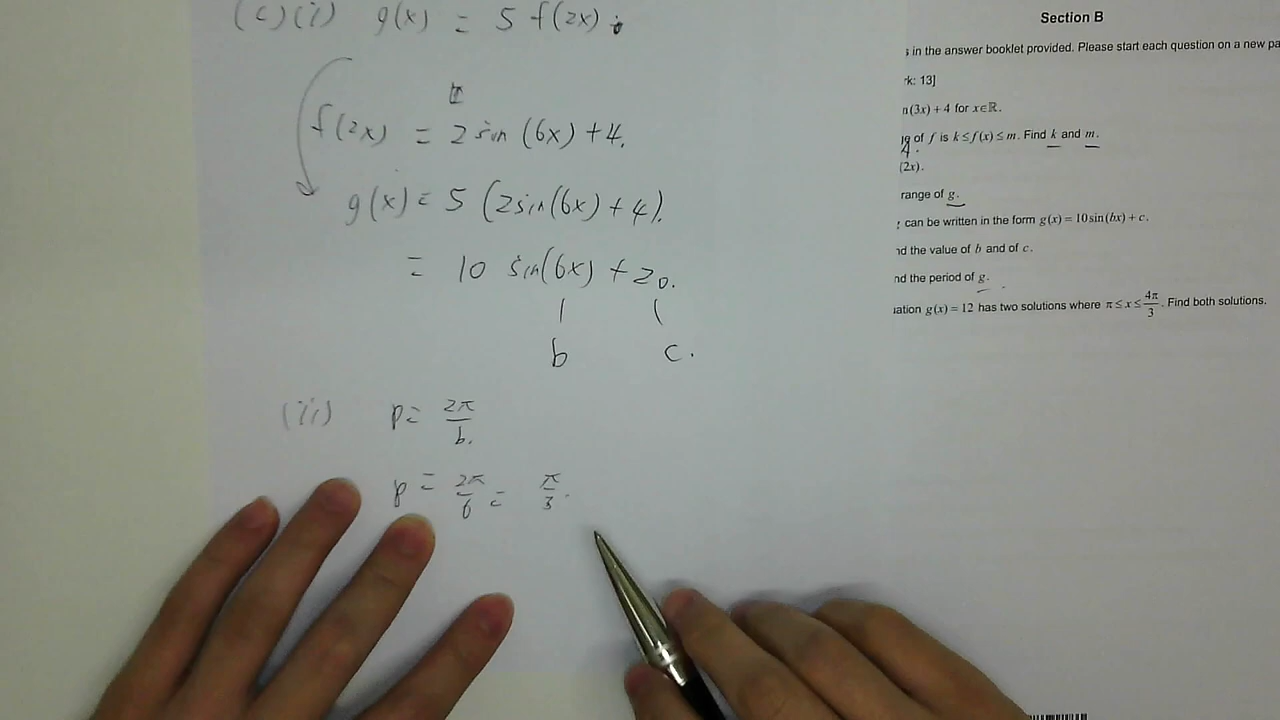 (c)(i) g(x) = 5 f(2x).
f(2x) = 2 sin (6x) + 4.
g(x) = 5 (2sin(6x) + 4).
= 10 sin(6x) + 20.
b c.
(ii) p = 2π/b.
p = 2π/6 = π/3.
Section B
in the answer booklet provided. Please start each question on a new
rk: 13]
n(3x) + 4 for x∈ℝ.
of f is k ≤ f(x) ≤ m. Find k and m.
4.
(2x).
range of g.
can be written in the form g(x) = 10 sin(bx) + c.
nd the value of b and of c.
nd the period of g.
uation g(x) = 12 has two solutions where π ≤ x ≤ 4π/3. Find both solutions.